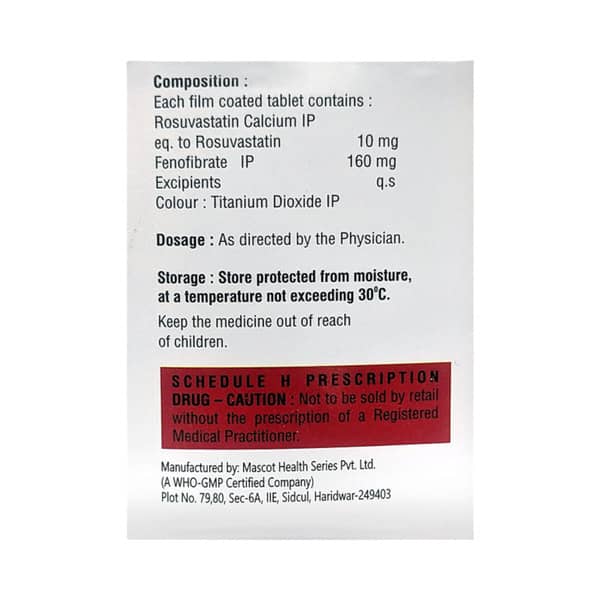 Composition :
Each film coated tablet contains :
Rosuvastatin Calcium IP
eq. to Rosuvastatin 10 mg
Fenofibrate IP 160 mg
Excipients q.s
Colour : Titanium Dioxide IP
Dosage : As directed by the Physician.
Storage : Store protected from moisture,
at a temperature not exceeding 30⁰C.
Keep the medicine out of reach
of children.
SCHEDULE H PRESCRIPTION
DRUG – CAUTION : Not to be sold by retail
without the prescription of a Registered
Medical Practitioner.
Manufactured by: Mascot Health Series Pvt. Ltd.
(A WHO-GMP Certified Company)
Plot No. 79,80, Sec-6A, IIE, Sidcul, Haridwar-249403